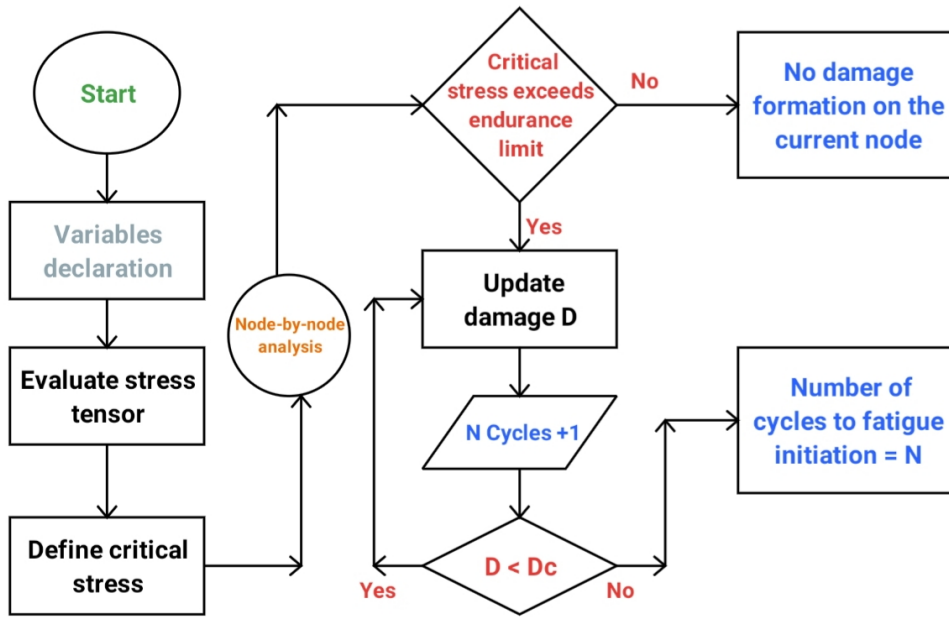 Start
Variables
declaration
Evaluate stress
tensor
Define critical
stress
Node-by-node
analysis
Critical
stress exceeds
endurance
limit
No
No damage
formation on the
current node
Yes
Update
damage D
N Cycles +1
D < Dc
Yes
No
Number of
cycles to fatigue
initiation = N